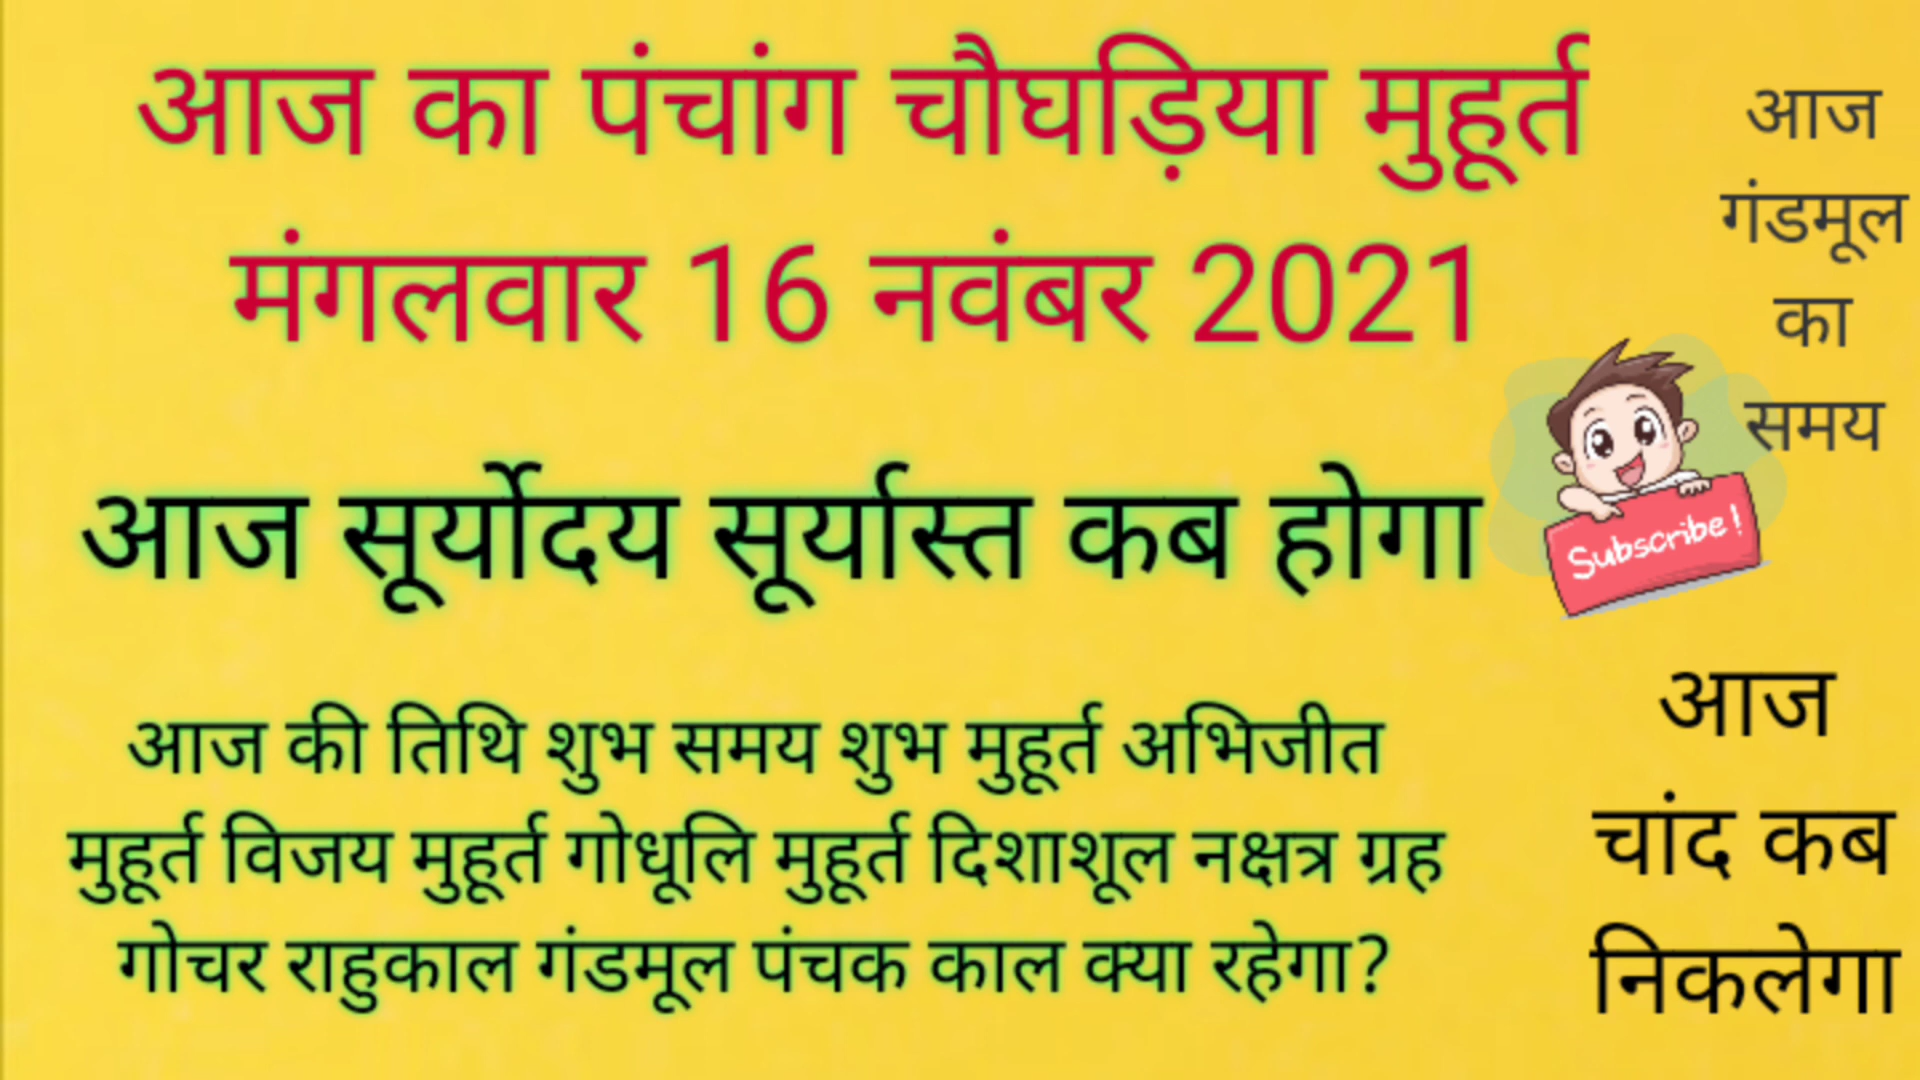 आज का पंचांग चौघड़िया मुहूर्त
मंगलवार 16 नवंबर 2021
आज सूर्योदय सूर्यास्त कब होगा
आज की तिथि शुभ समय शुभ मुहूर्त अभिजीत
मुहूर्त विजय मुहूर्त गोधूलि मुहूर्त दिशाशूल नक्षत्र ग्रह
गोचर राहुकाल गंडमूल पंचक काल क्या रहेगा?
आज
गंडमूल
का
समय
Subscribe!
आज
चांद कब
निकलेगा